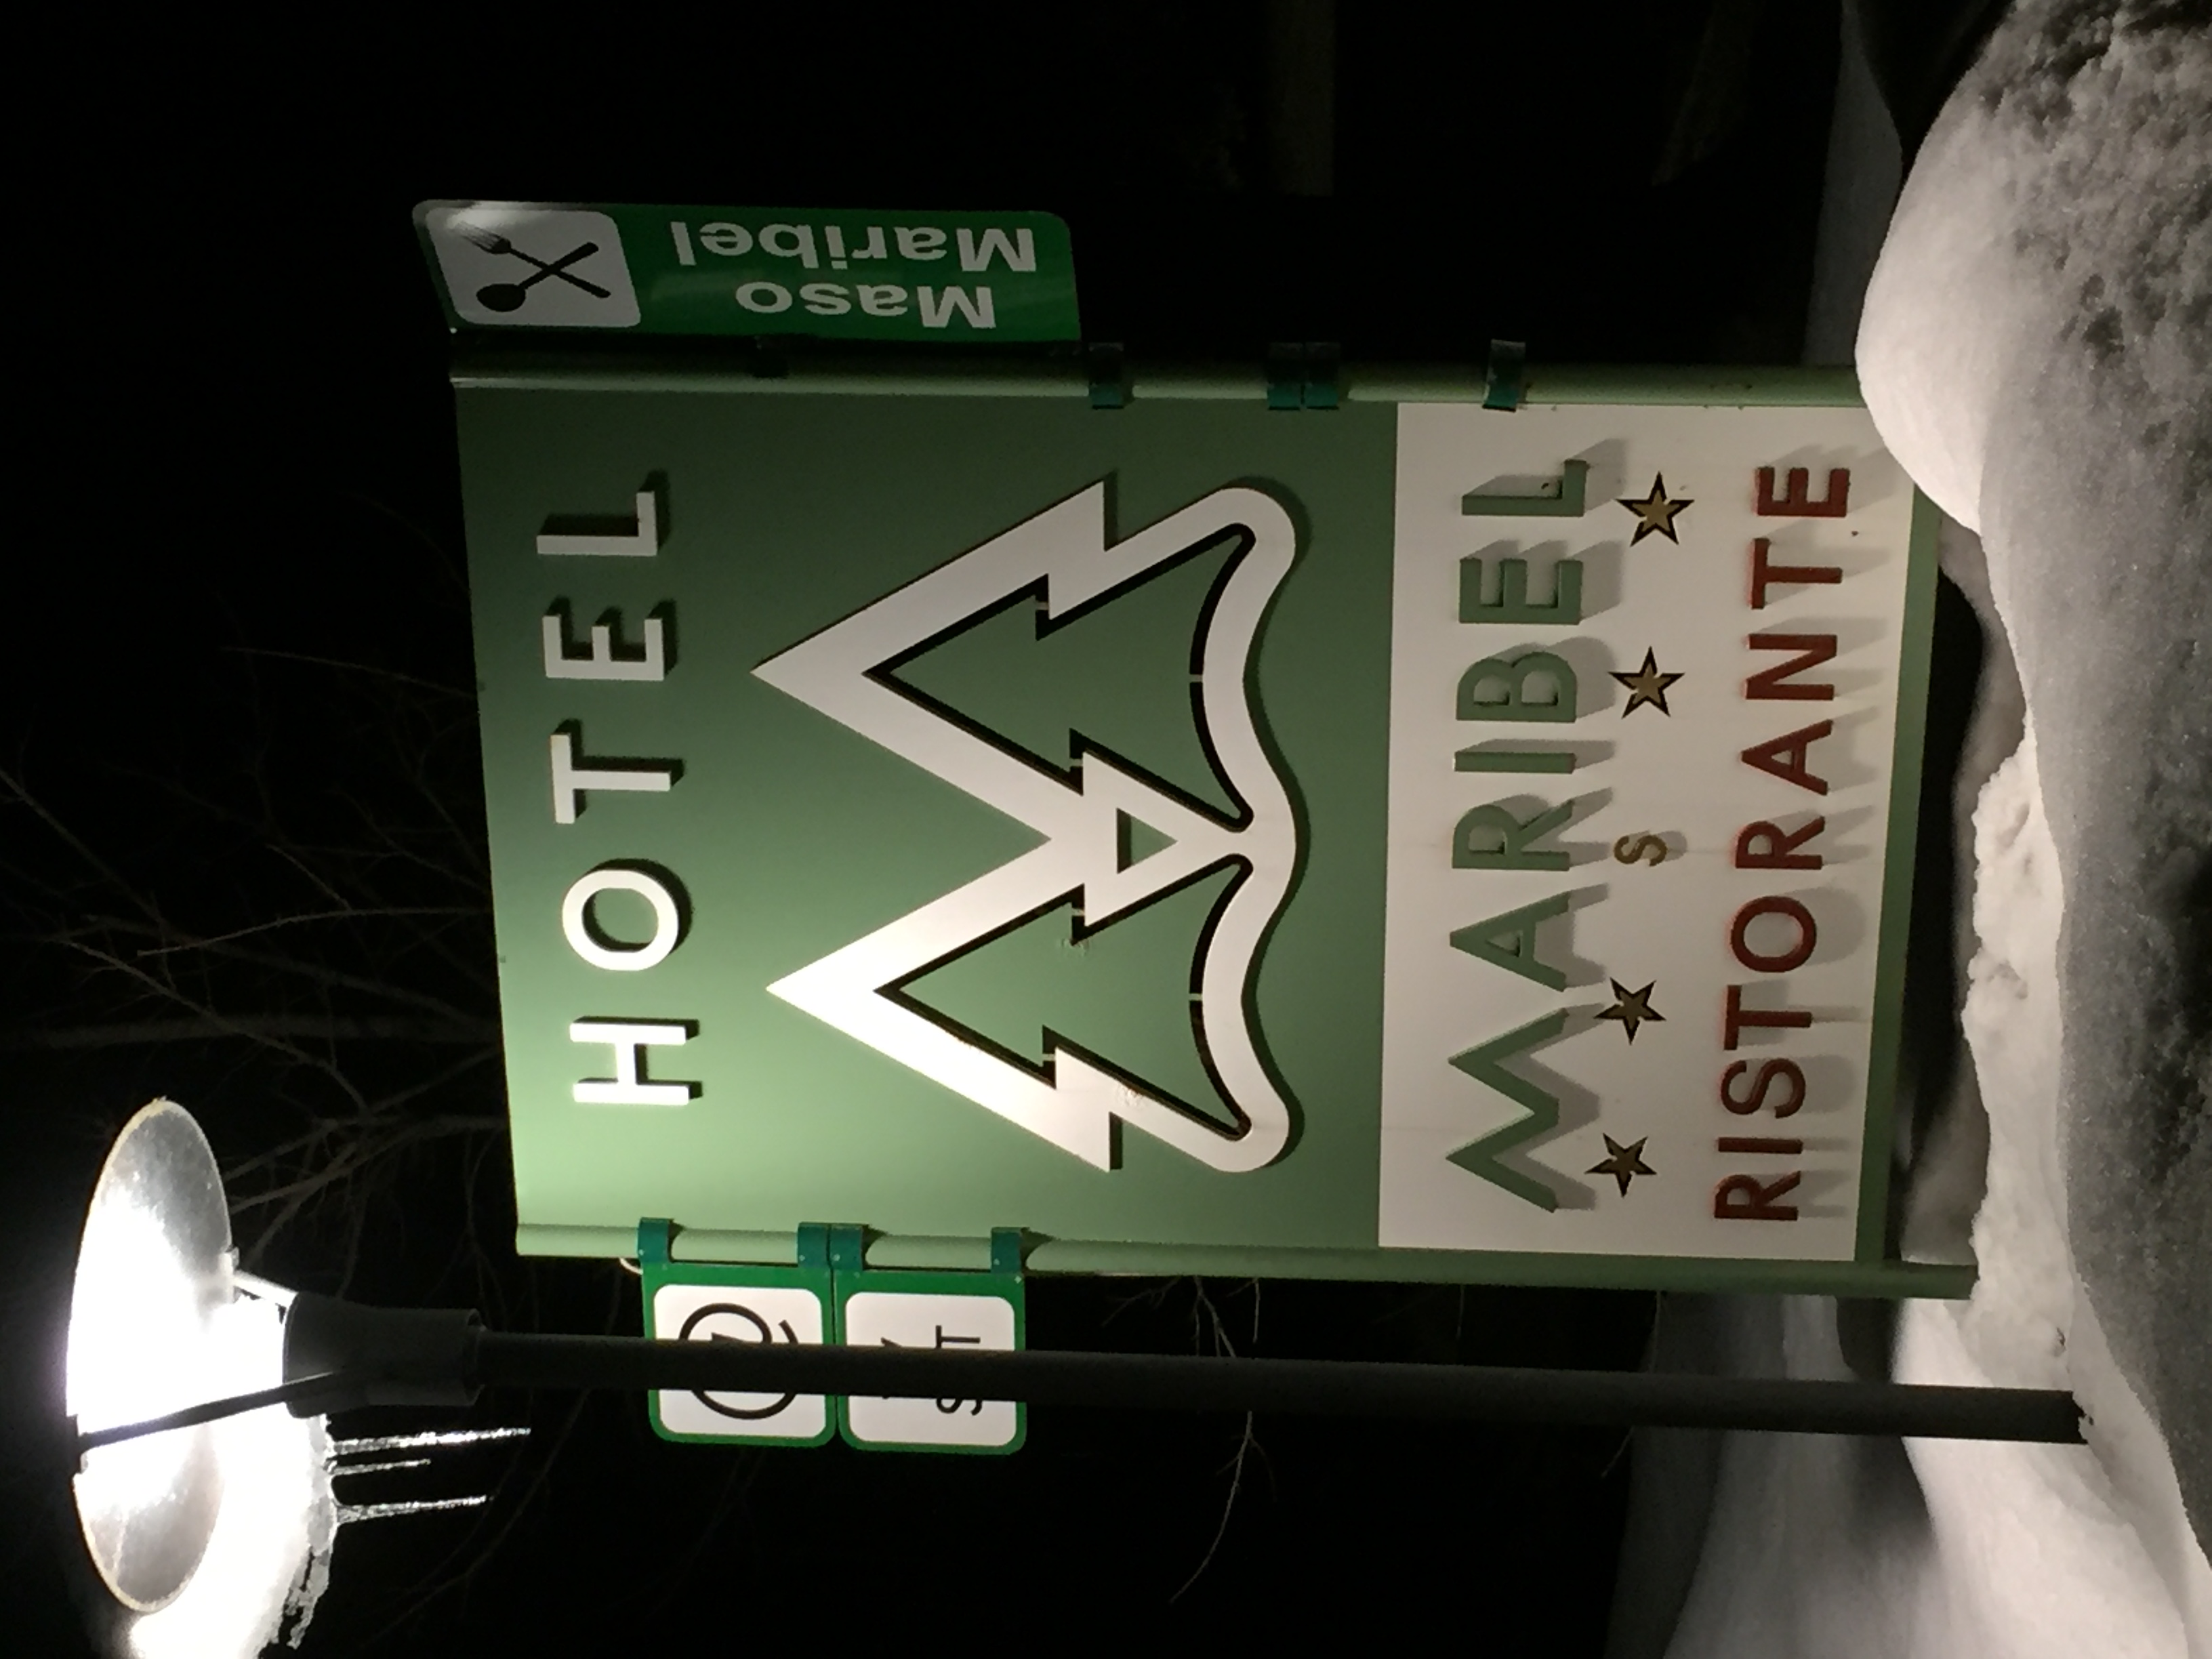 HOTEL
MARIBEL
★ ★ S ★ ★
RISTORANTE
Maso
Maribel